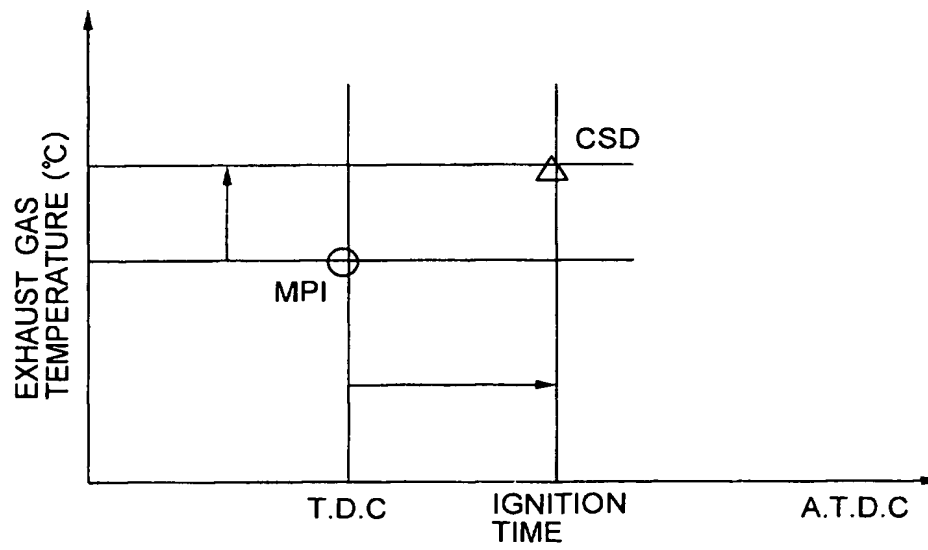 EXHAUST GAS
TEMPERATURE (℃)
CSD
MPI
T.D.C
IGNITION
TIME
A.T.D.C